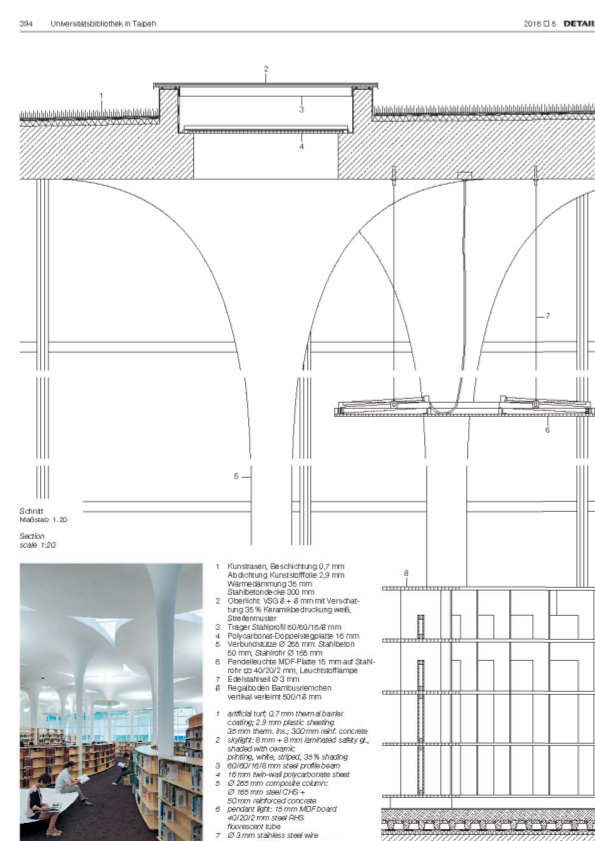 394 Universitätsbibliothek in Taipeh
2016 □ 5 DETAIL
2
1
3
4
7
6
5
Schnitt
Maßstab 1:20
Section
scale 1:20
8
1 Kunstrasen, Beschichtung 0,7 mm
Abdichtung Kunststofffolie 2,9 mm
Wärmedämmung 35 mm
Stahlbetondecke 300 mm
2 Oberlicht: VSG 8 + 8 mm mit Verschat-
tung 35 % Keramikbedruckung weiß,
Streifenmuster
3 Träger Stahlprofil 60/60/16/8 mm
4 Polycarbonat-Doppelstegplatte 16 mm
5 Verbundstütze Ø 265 mm: Stahlbeton
50 mm, Stahlrohr Ø 165 mm
6 Pendelleuchte MDF-Platte 15 mm auf Stahl-
rohr 40/20/2 mm, Leuchtstofflampe
7 Edelstahlseil Ø 3 mm
8 Regalboden Bambusriemchen
vertikal verleimt 500/18 mm
1 artificial turf; 0.7 mm thermal barrier
coating; 2.9 mm plastic sheeting
35 mm therm. ins.; 300 mm reinf. concrete
2 skylight: 8 mm + 8 mm laminated safety gl.,
shaded with ceramic
printing, white, striped, 35 % shading
3 60/60/16/8 mm steel profile beam
4 16 mm twin-wall polycarbonate sheet
5 Ø 265 mm composite column:
Ø 165 mm steel CHS +
50 mm reinforced concrete
6 pendant light: 15 mm MDF board
40/20/2 mm steel RHS
fluorescent tube
7 Ø 3 mm stainless steel wire